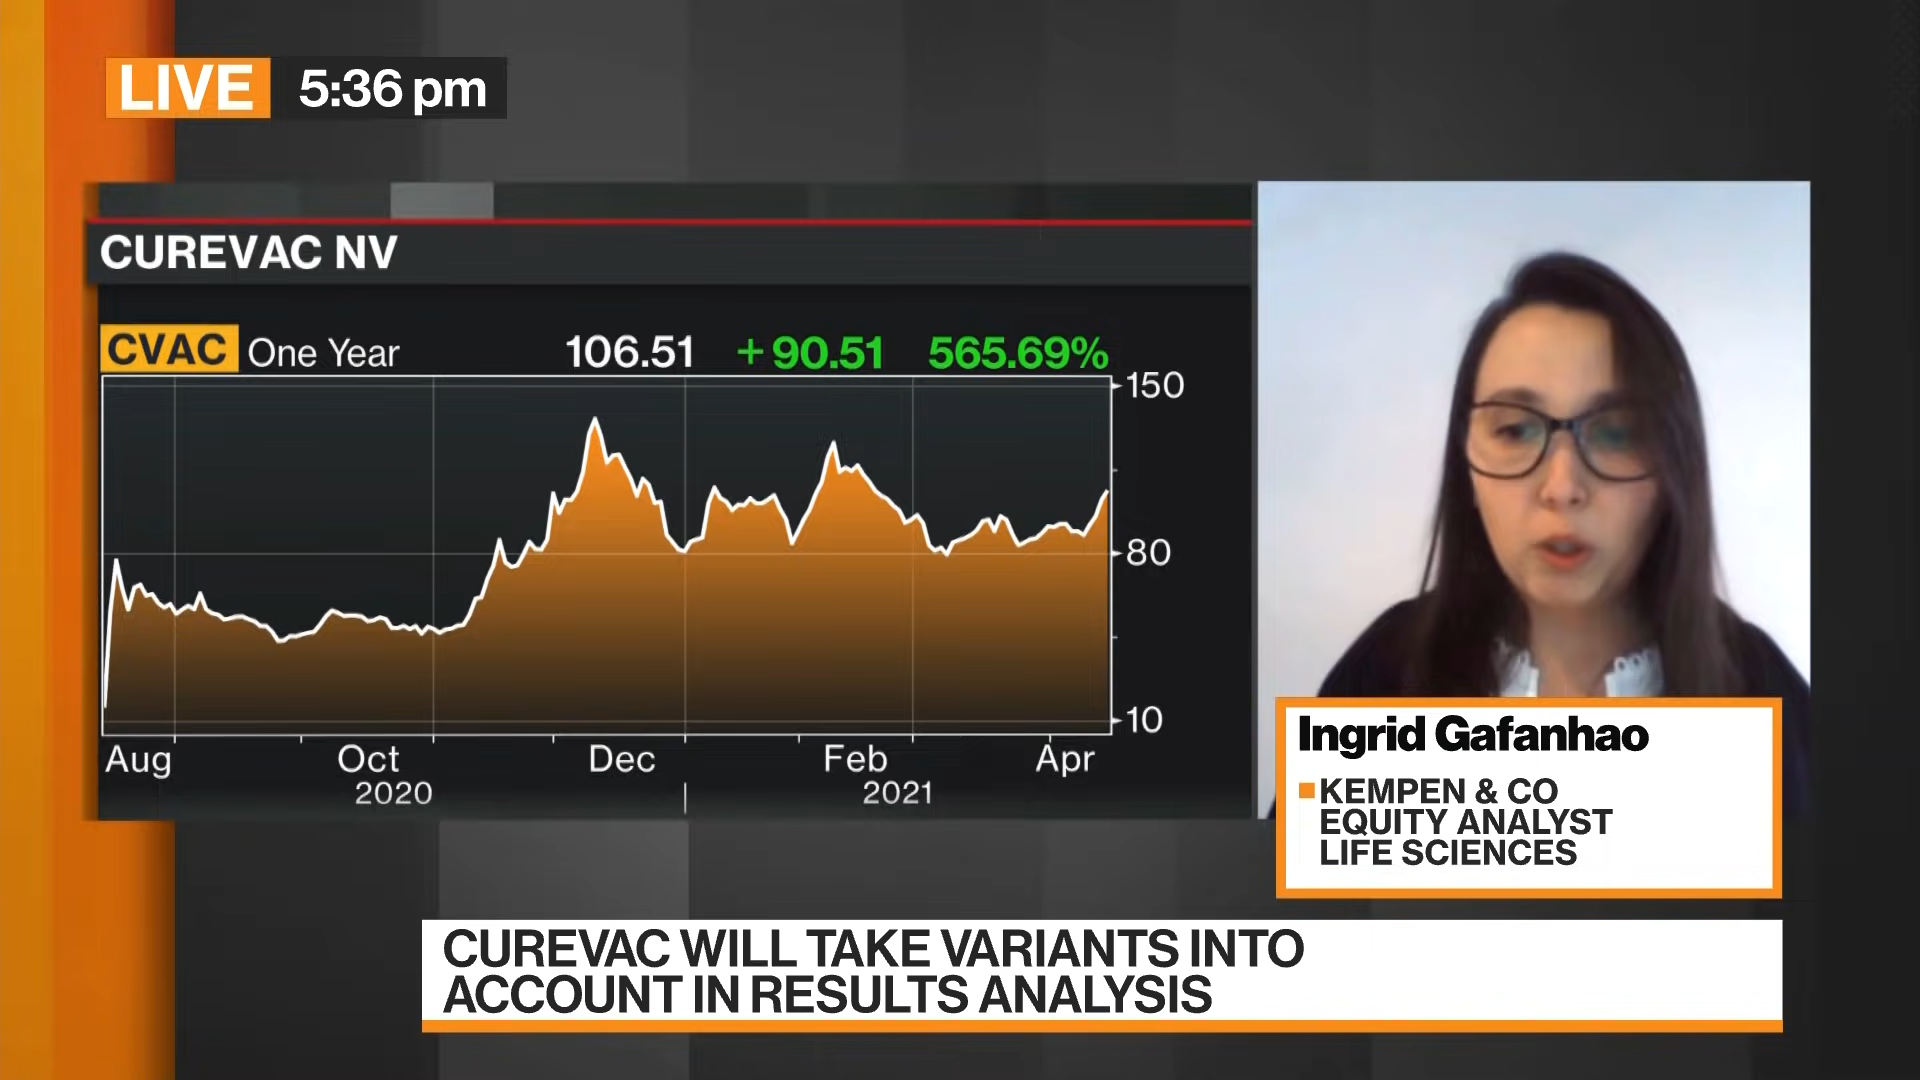 LIVE 5:36 pm
CUREVAC NV
CVAC One Year 106.51 +90.51 565.69%
150
80
10
Aug Oct Dec Feb Apr
2020 2021
Ingrid Gafanhao
KEMPEN & CO
EQUITY ANALYST
LIFE SCIENCES
CUREVAC WILL TAKE VARIANTS INTO
ACCOUNT IN RESULTS ANALYSIS